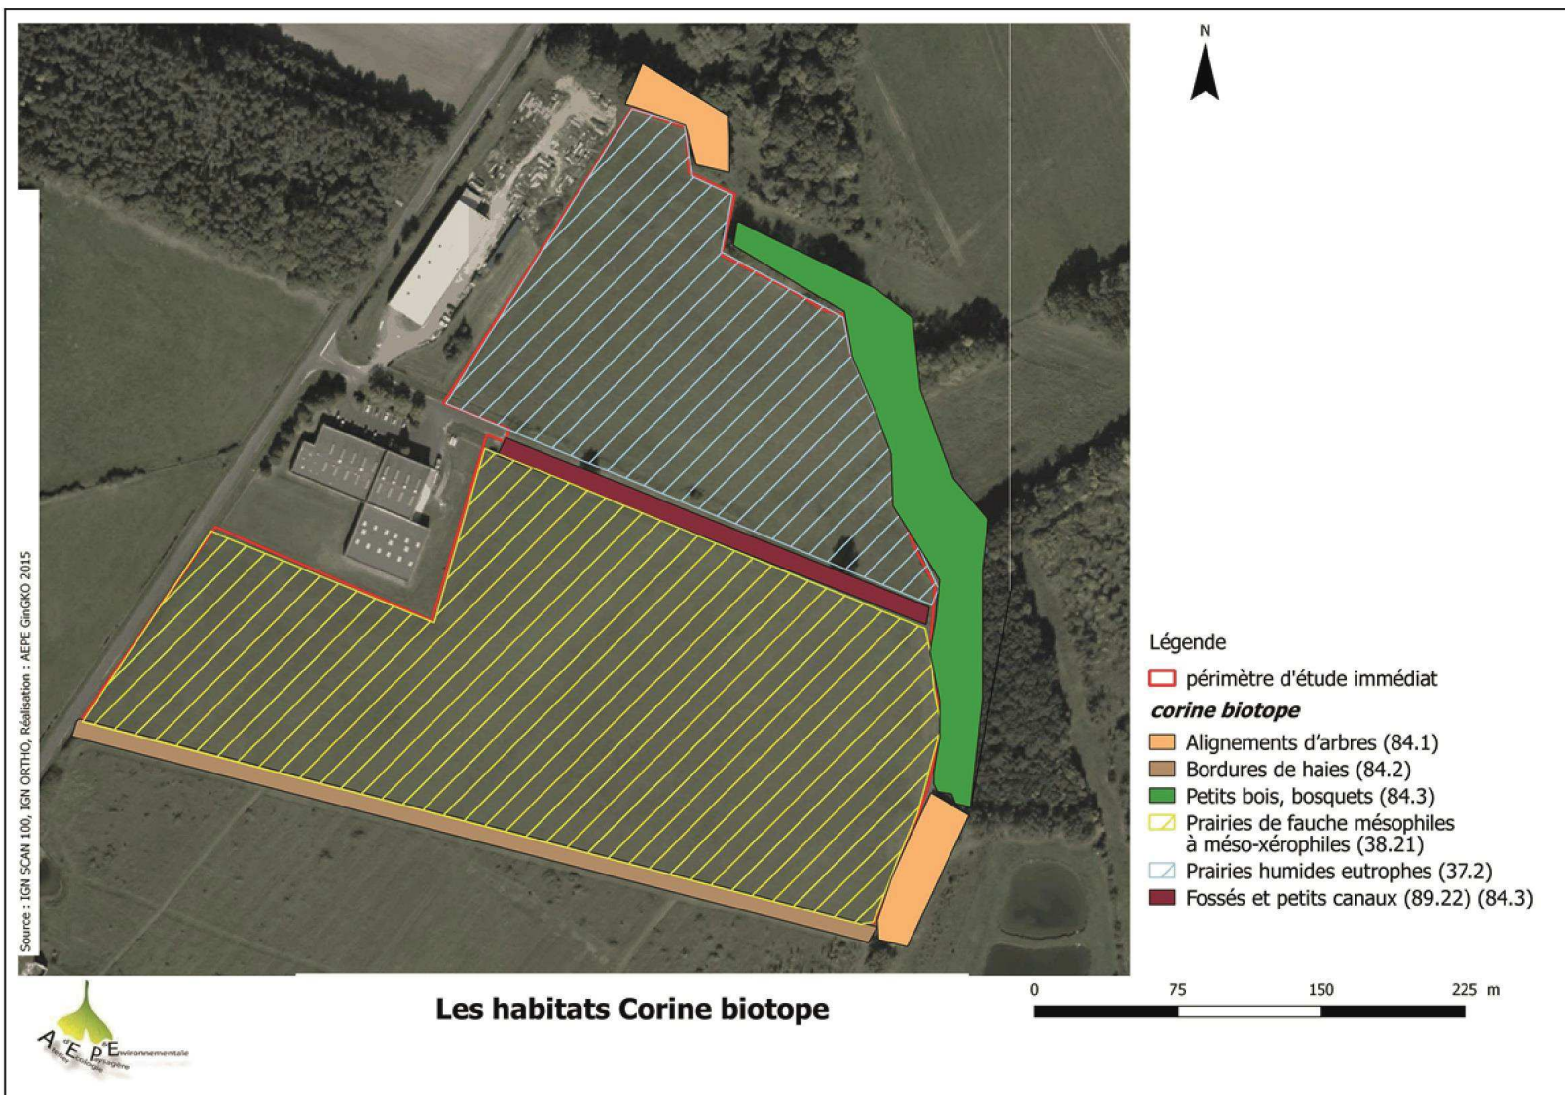 N
Source : IGN SCAN 100, IGN ORTHO, Réalisation : AEPE GinGKO 2015
Légende
périmètre d'étude immédiat
corine biotope
Alignements d'arbres (84.1)
Bordures de haies (84.2)
Petits bois, bosquets (84.3)
Prairies de fauche mésophiles
à méso-xérophiles (38.21)
Prairies humides eutrophes (37.2)
Fossés et petits canaux (89.22) (84.3)
0 75 150 225 m
Les habitats Corine biotope
Atelier
d'Ecologie
Paysagère
Environnementale